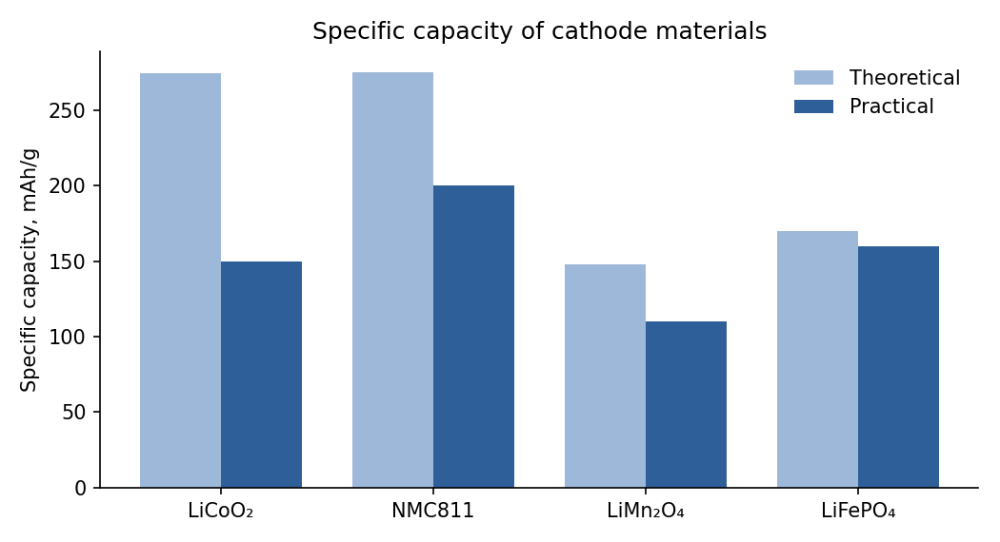 Specific capacity of cathode materials
Theoretical
Practical
Specific capacity, mAh/g
250
200
150
100
50
0
LiCoO₂
NMC811
LiMn₂O₄
LiFePO₄